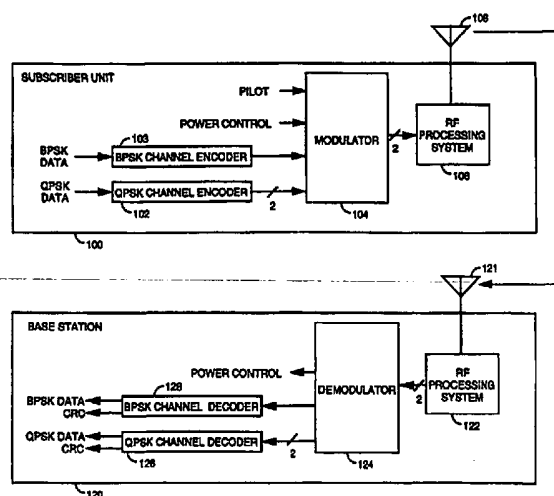 108
SUBSCRIBER UNIT
PILOT
POWER CONTROL
103
BPSK DATA
BPSK CHANNEL ENCODER
QPSK DATA
QPSK CHANNEL ENCODER
102
2
MODULATOR
104
2
RF PROCESSING SYSTEM
106
100
121
BASE STATION
POWER CONTROL
128
BPSK DATA
CRC
BPSK CHANNEL DECODER
QPSK DATA
CRC
QPSK CHANNEL DECODER
126
2
DEMODULATOR
124
2
RF PROCESSING SYSTEM
122
120